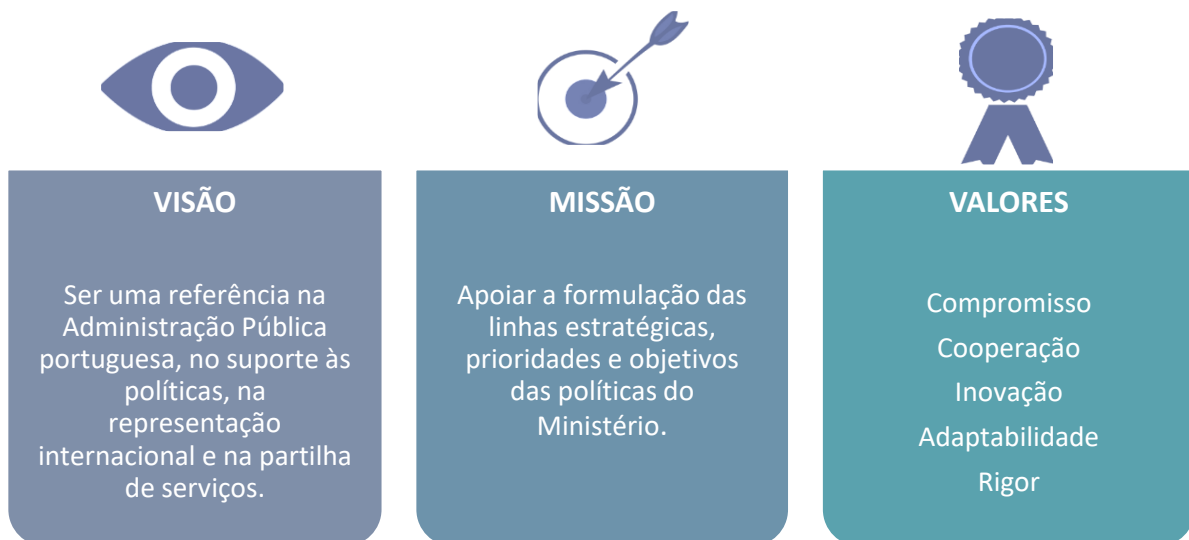 VISÃO
Ser uma referência na
Administração Pública
portuguesa, no suporte às
políticas, na
representação
internacional e na partilha
de serviços.
MISSÃO
Apoiar a formulação das
linhas estratégicas,
prioridades e objetivos
das políticas do
Ministério.
VALORES
Compromisso
Cooperação
Inovação
Adaptabilidade
Rigor